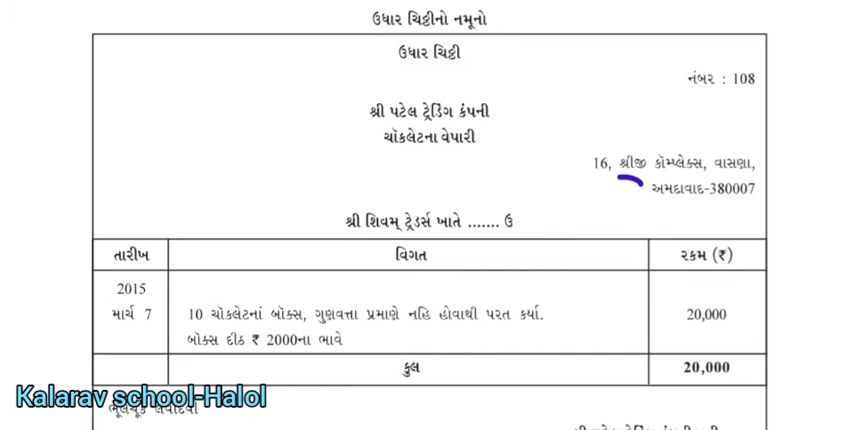 ઉધાર ચિઠ્ઠીનો નમૂનો
ઉધાર ચિઠ્ઠી
નંબર : 108
શ્રી પટેલ ટ્રેડિંગ કંપની
ચૉકલેટના વેપારી
16, શ્રીજી કૉમ્પ્લેક્સ, વાસણા,
અમદાવાદ-380007
શ્રી શિવમ્ ટ્રેડર્સ ખાતે ....... ઉ
તારીખ વિગત રકમ (₹)
2015
માર્ચ 7 10 ચૉકલેટનાં બૉક્સ, ગુણવત્તા પ્રમાણે નહિ હોવાથી પરત કર્યા. 20,000
બૉક્સ દીઠ ₹ 2000ના ભાવે
કુલ 20,000
Kalarav school-Halol